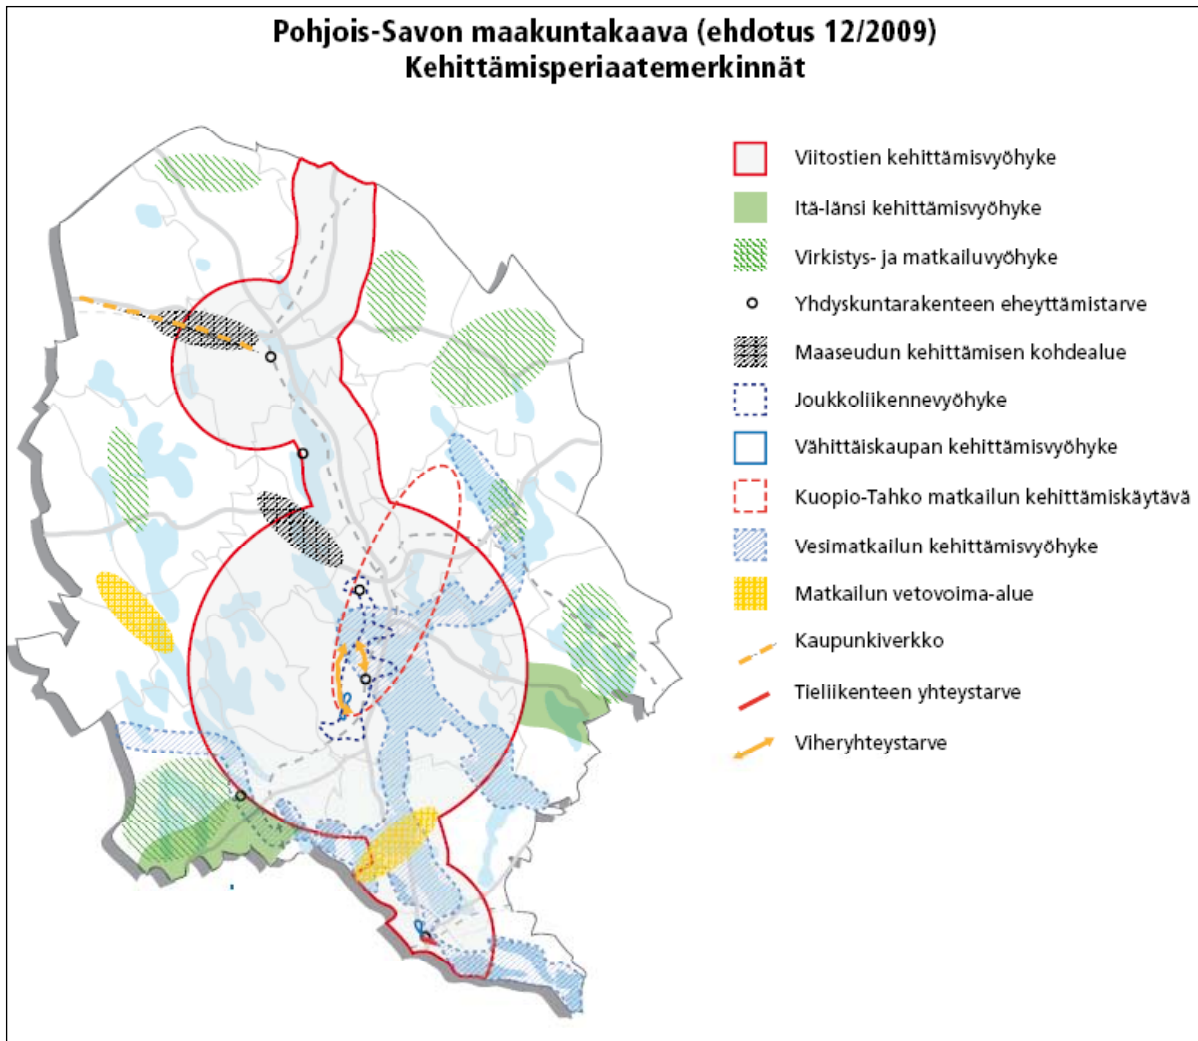 Pohjois-Savon maakuntakaava (ehdotus 12/2009)
Kehittämisperiaatemerkinnät
Viitostien kehittämisvyöhyke
Itä-länsi kehittämisvyöhyke
Virkistys- ja matkailuvyöhyke
Yhdyskuntarakenteen eheyttämistarve
Maaseudun kehittämisen kohdealue
Joukkoliikennevyöhyke
Vähittäiskaupan kehittämisvyöhyke
Kuopio-Tahko matkailun kehittämiskäytävä
Vesimatkailun kehittämisvyöhyke
Matkailun vetovoima-alue
Kaupunkiverkko
Tieliikenteen yhteystarve
Viheryhteystarve